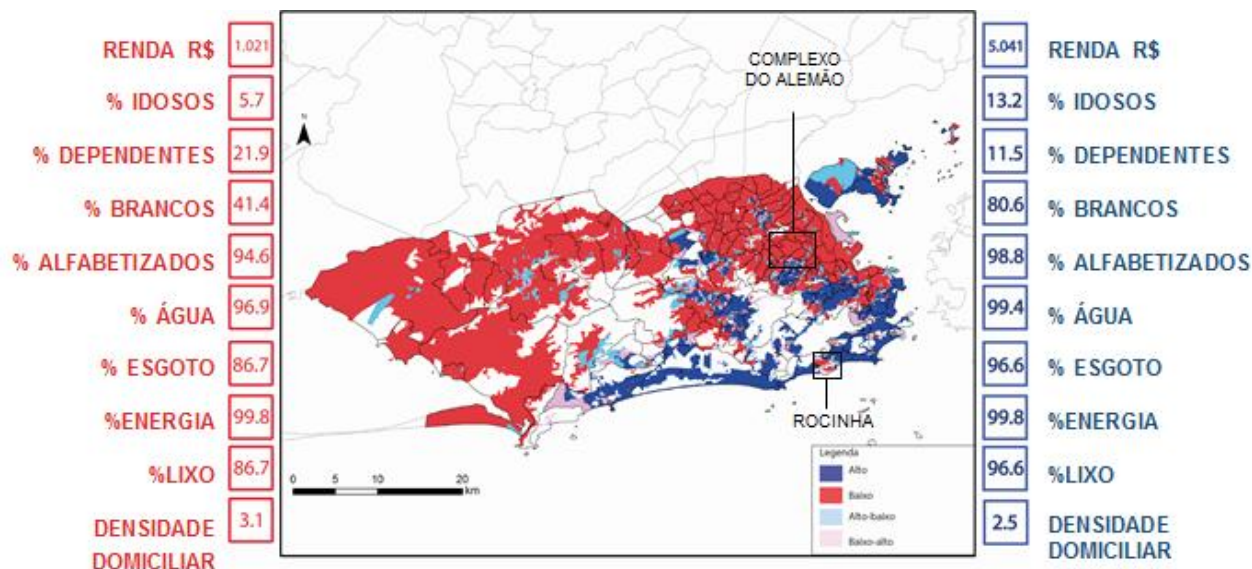 RENDA R$ 1.021
% IDOSOS 5.7
% DEPENDENTES 21.9
% BRANCOS 41.4
% ALFABETIZADOS 94.6
% ÁGUA 96.9
% ESGOTO 86.7
%ENERGIA 99.8
%LIXO 86.7
DENSIDADE 3.1
DOMICILIAR
COMPLEXO
DO ALEMÃO
N
ROCINHA
0 5 10 20
km
Legenda
Alto
Baixo
Alto-baixo
Baixo-alto
5.041 RENDA R$
13.2 % IDOSOS
11.5 % DEPENDENTES
80.6 % BRANCOS
98.8 % ALFABETIZADOS
99.4 % ÁGUA
96.6 % ESGOTO
99.8 %ENERGIA
96.6 %LIXO
2.5 DENSIDADE
DOMICILIAR